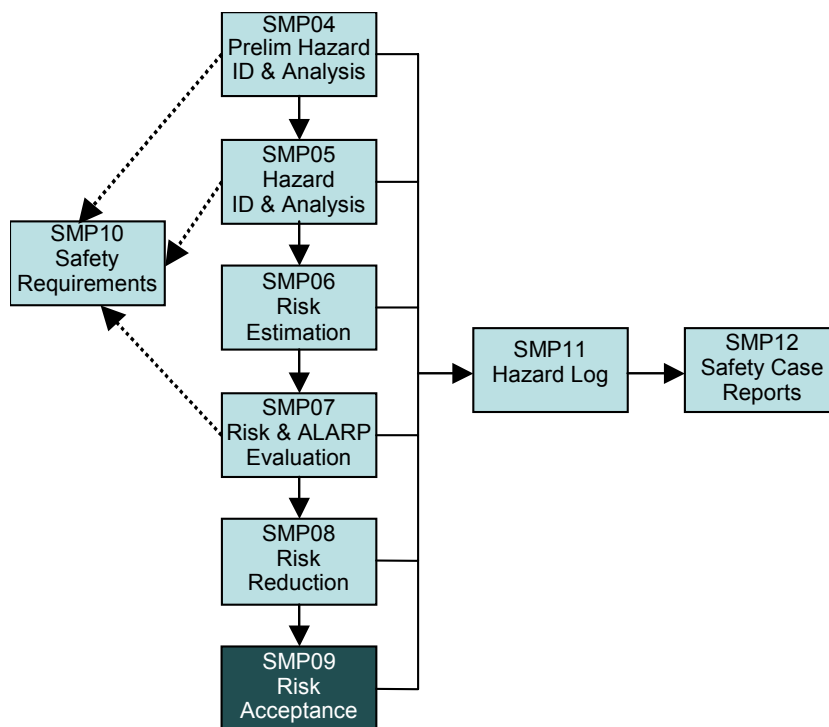 SMP04
Prelim Hazard
ID & Analysis
SMP05
Hazard
ID & Analysis
SMP10
Safety
Requirements
SMP06
Risk
Estimation
SMP11
Hazard Log
SMP12
Safety Case
Reports
SMP07
Risk & ALARP
Evaluation
SMP08
Risk
Reduction
SMP09
Risk
Acceptance